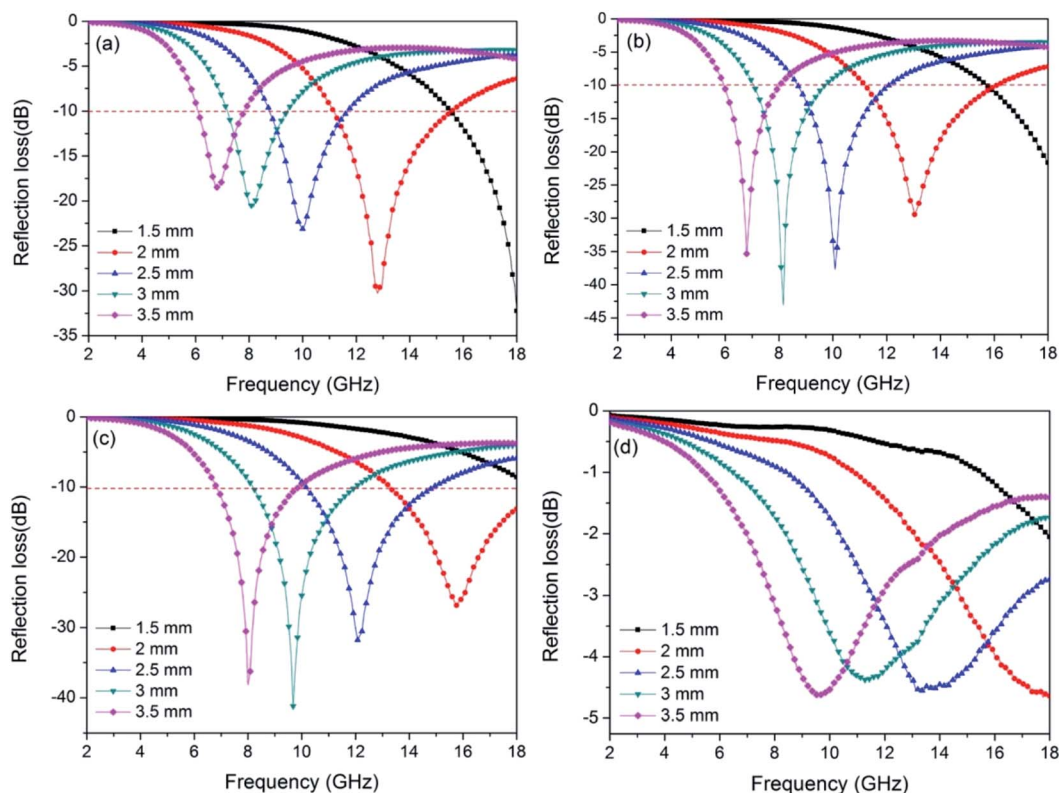 (a)
Reflection loss(dB)
0
-5
-10
-15
-20
-25
-30
-35
1.5 mm
2 mm
2.5 mm
3 mm
3.5 mm
2 4 6 8 10 12 14 16 18
Frequency (GHz)
(b)
Reflection loss(dB)
0
-5
-10
-15
-20
-25
-30
-35
-40
-45
1.5 mm
2 mm
2.5 mm
3 mm
3.5 mm
2 4 6 8 10 12 14 16 18
Frequency (GHz)
(c)
Reflection loss(dB)
0
-10
-20
-30
-40
1.5 mm
2 mm
2.5 mm
3 mm
3.5 mm
2 4 6 8 10 12 14 16 18
Frequency (GHz)
(d)
Reflection loss(dB)
0
-1
-2
-3
-4
-5
1.5 mm
2 mm
2.5 mm
3 mm
3.5 mm
2 4 6 8 10 12 14 16 18
Frequency (GHz)